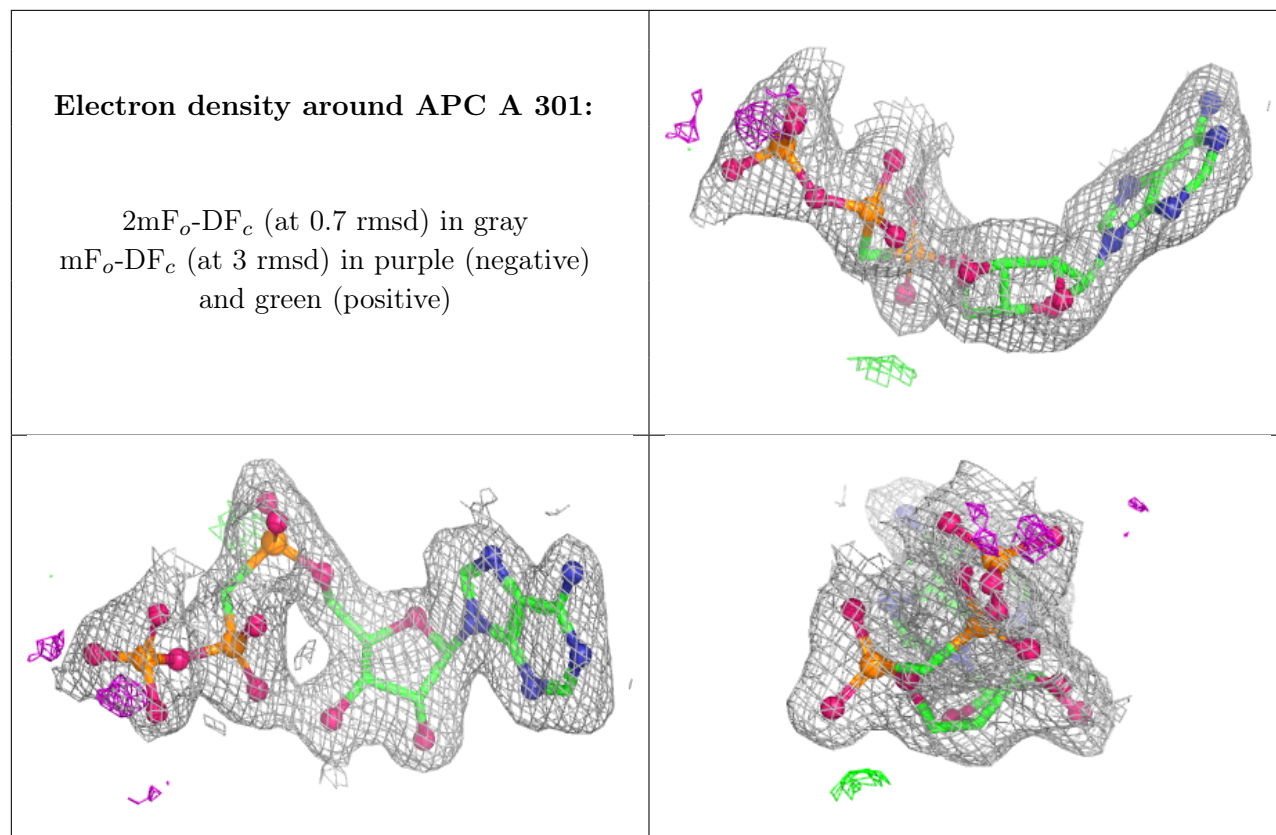 Electron density around APC A 301:
2mFo-DFc (at 0.7 rmsd) in gray
mFo-DFc (at 3 rmsd) in purple (negative)
and green (positive)